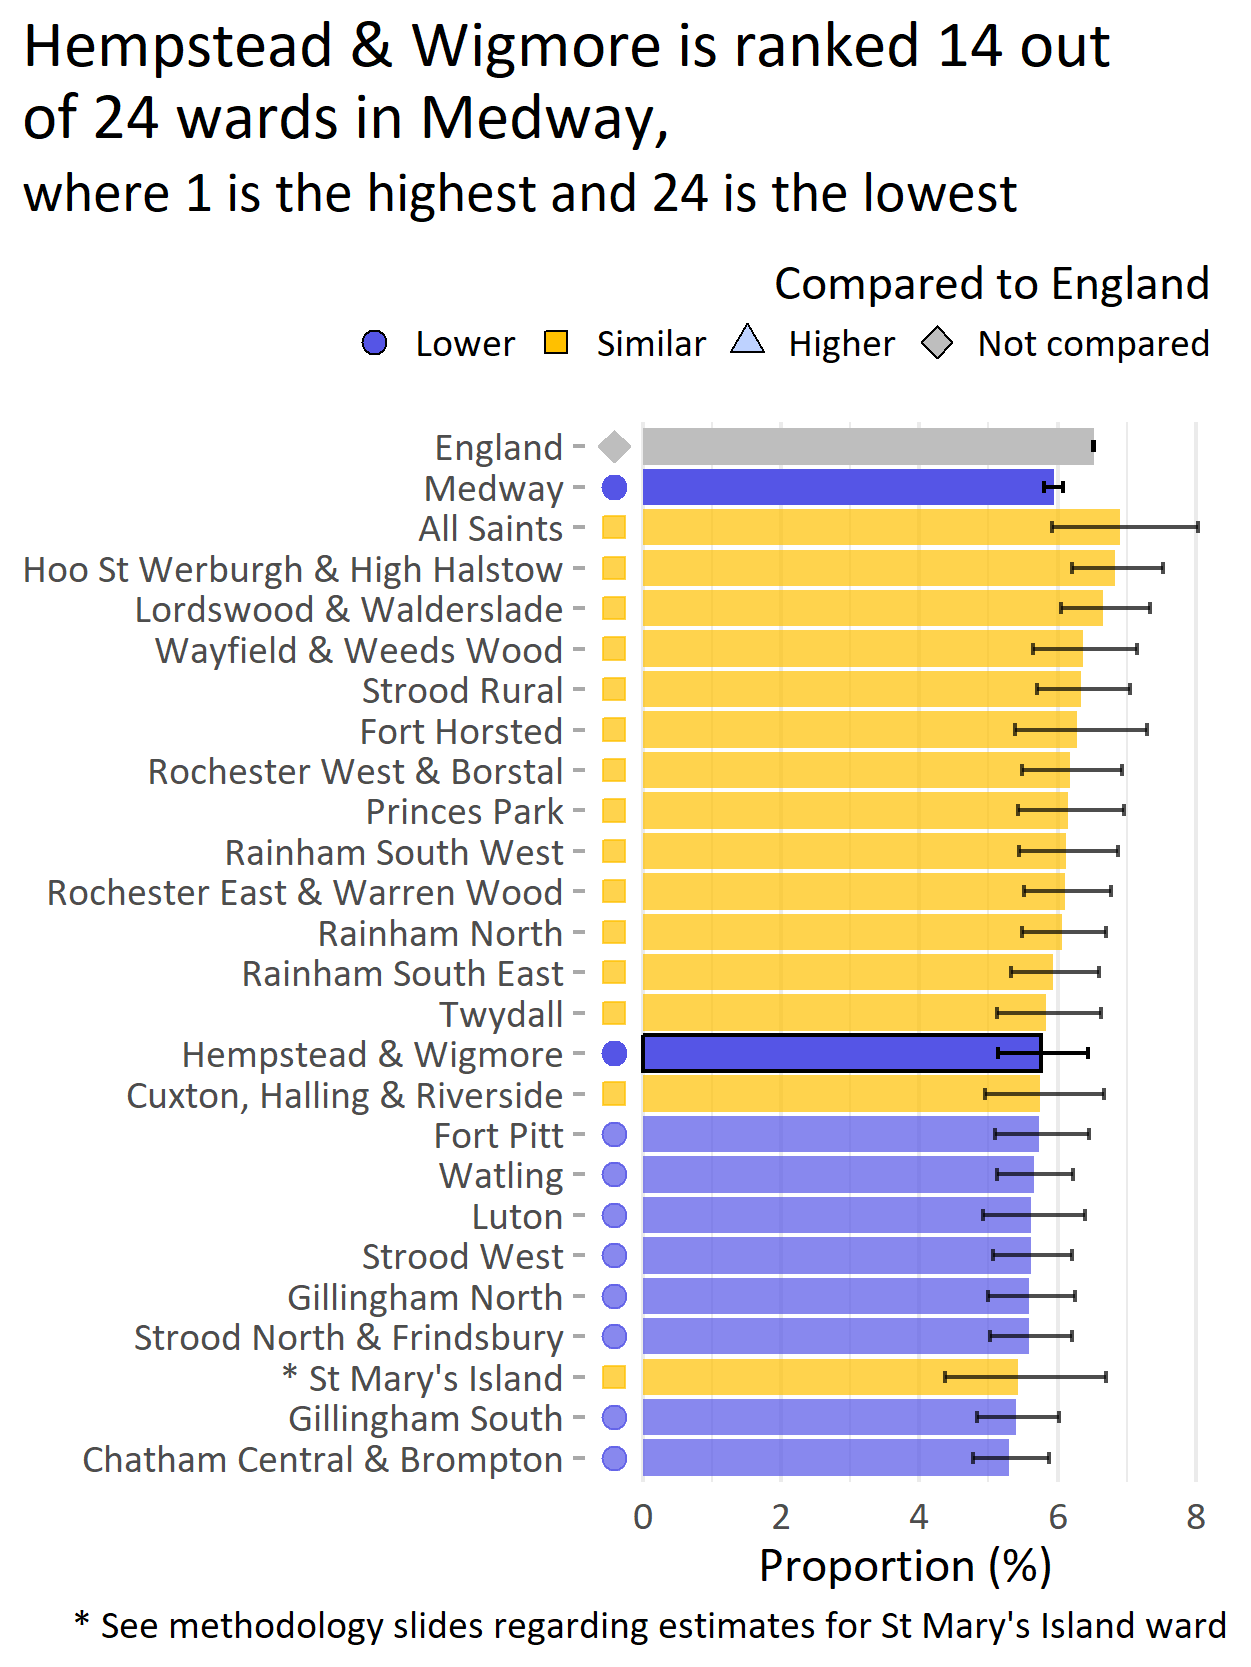 Hempstead & Wigmore is ranked 14 out
of 24 wards in Medway,
where 1 is the highest and 24 is the lowest
Compared to England
Lower Similar Higher Not compared
England
Medway
All Saints
Hoo St Werburgh & High Halstow
Lordswood & Walderslade
Wayfield & Weeds Wood
Strood Rural
Fort Horsted
Rochester West & Borstal
Princes Park
Rainham South West
Rochester East & Warren Wood
Rainham North
Rainham South East
Twydall
Hempstead & Wigmore
Cuxton, Halling & Riverside
Fort Pitt
Watling
Luton
Strood West
Gillingham North
Strood North & Frindsbury
* St Mary's Island
Gillingham South
Chatham Central & Brompton
0 2 4 6 8
Proportion (%)
* See methodology slides regarding estimates for St Mary's Island ward